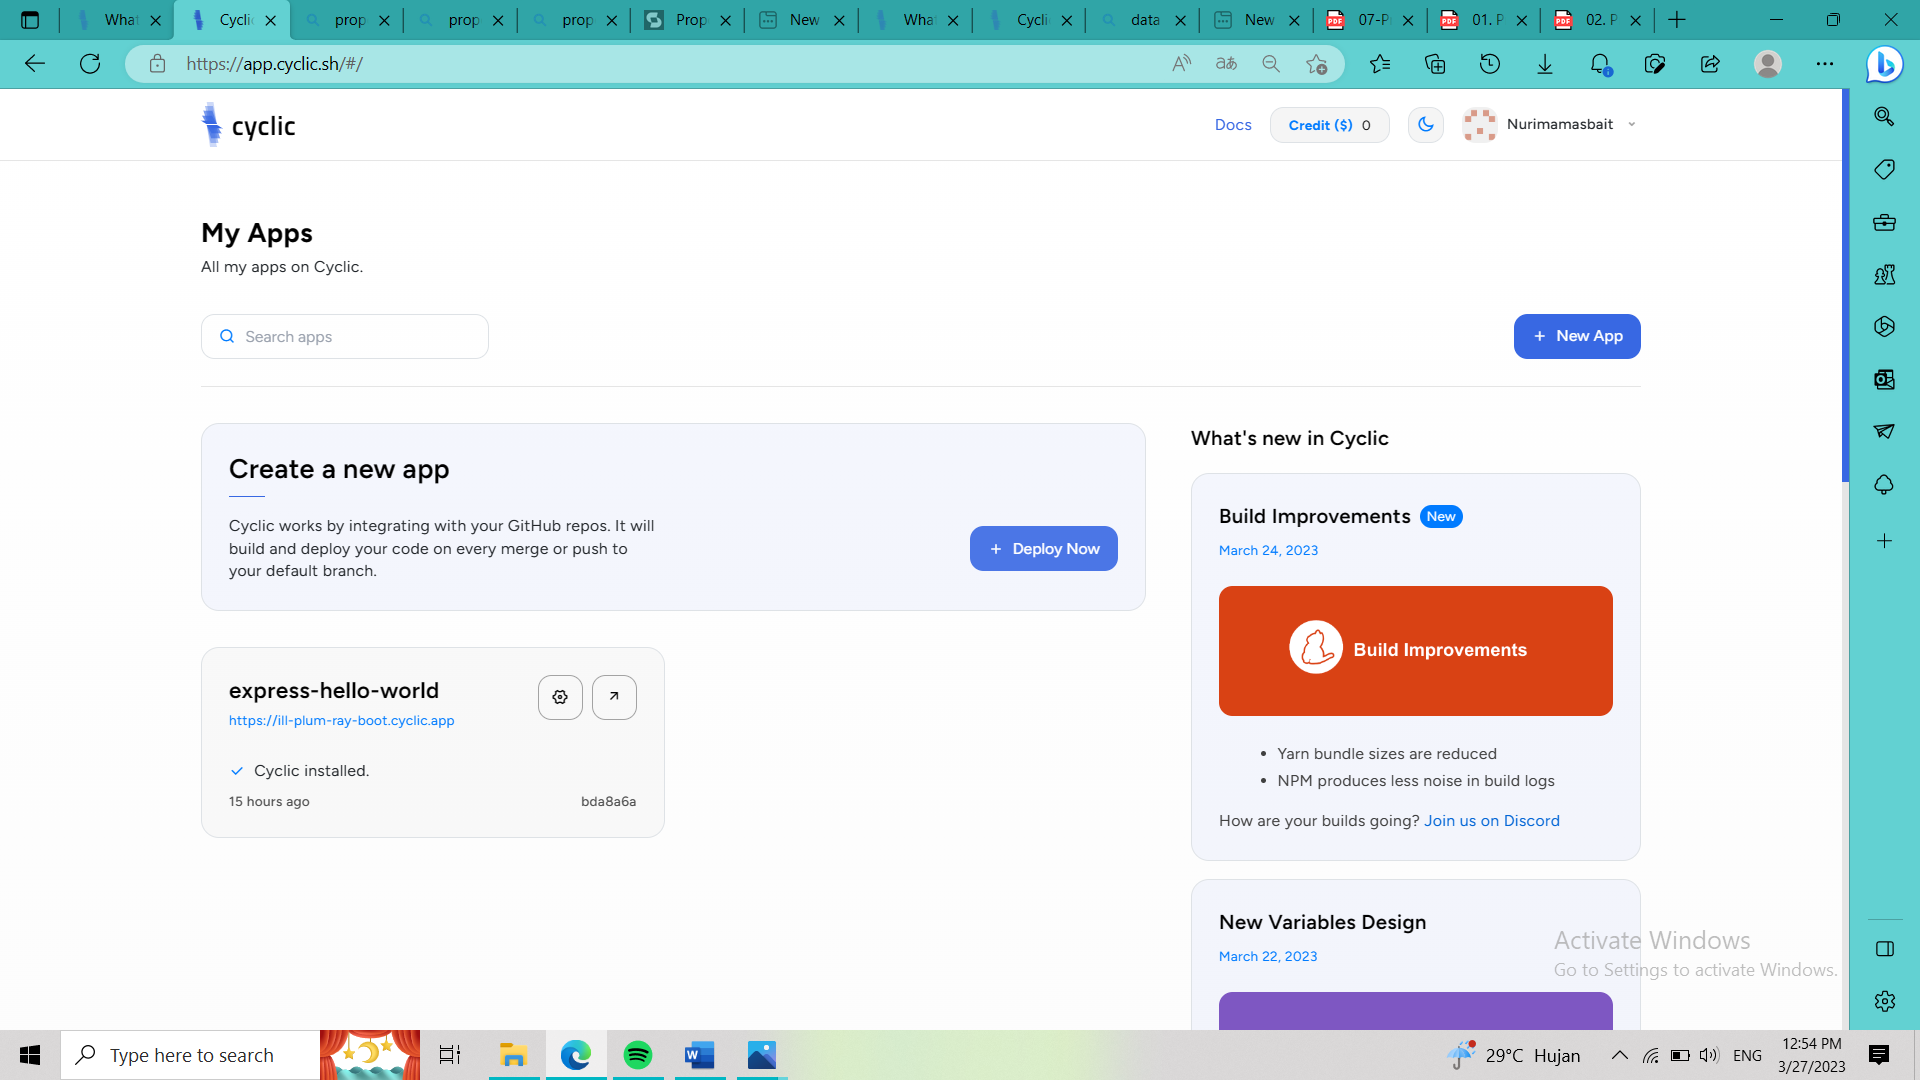 What
Cyclic
prop
prop
prop
Prop
New
What
Cycli
data
New
07-P
01. P
02. P
https://app.cyclic.sh/#/
cyclic
Docs
Credit ($) 0
Nurimamasbait
My Apps
All my apps on Cyclic.
Search apps
+ New App
Create a new app
Cyclic works by integrating with your GitHub repos. It will
build and deploy your code on every merge or push to
your default branch.
+ Deploy Now
express-hello-world
https://ill-plum-ray-boot.cyclic.app
Cyclic installed.
15 hours ago
bda8a6a
What's new in Cyclic
Build Improvements New
March 24, 2023
Build Improvements
• Yarn bundle sizes are reduced
• NPM produces less noise in build logs
How are your builds going? Join us on Discord
New Variables Design
March 22, 2023
Activate Windows
Go to Settings to activate Windows.
Type here to search
29°C Hujan
ENG
12:54 PM
3/27/2023